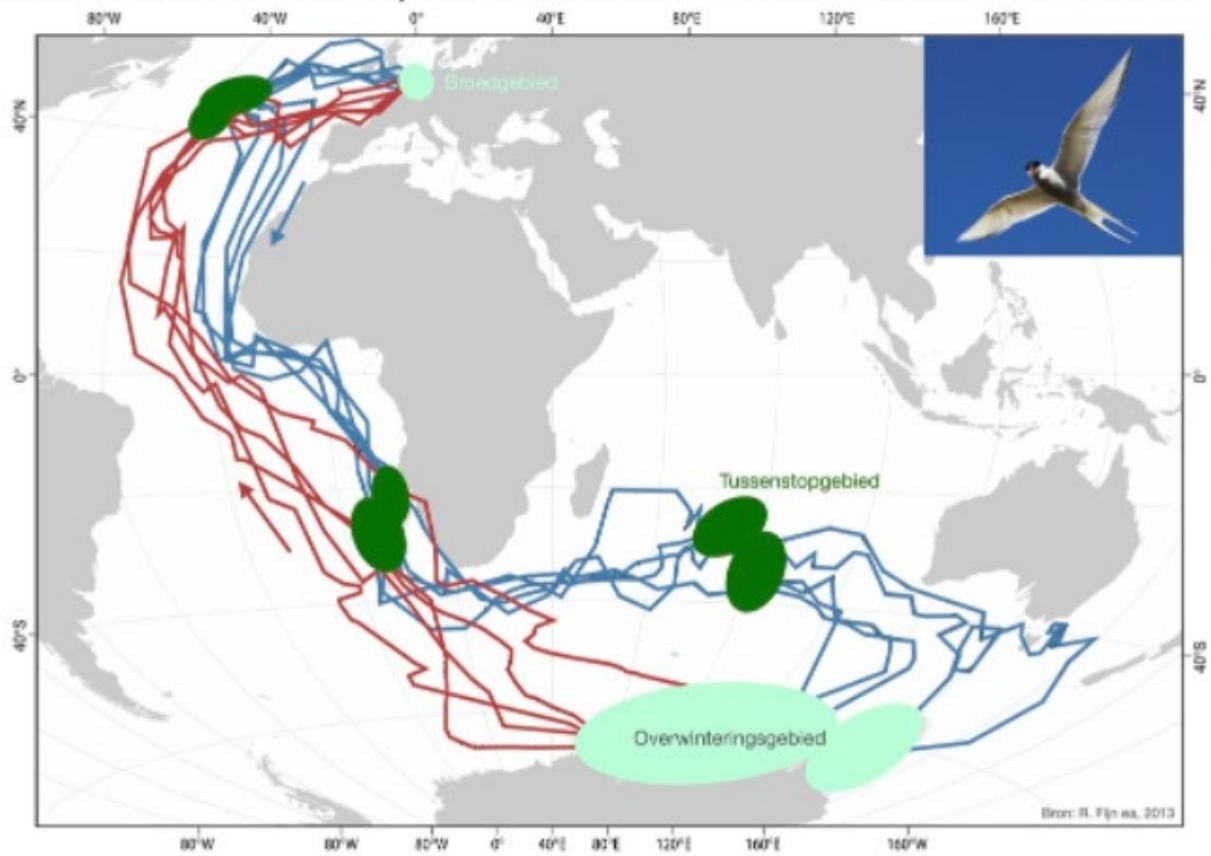 80°W 40°W 0° 40°E 80°E 120°E 160°E
Broedgebied
40°N 40°N
0° 0°
Tussenstopgebied
40°S 40°S
Overwinteringsgebied
Bron: R. Fijn ea, 2013
80°W 80°W 80°W 0° 40°E 80°E 120°E 160°E 160°W